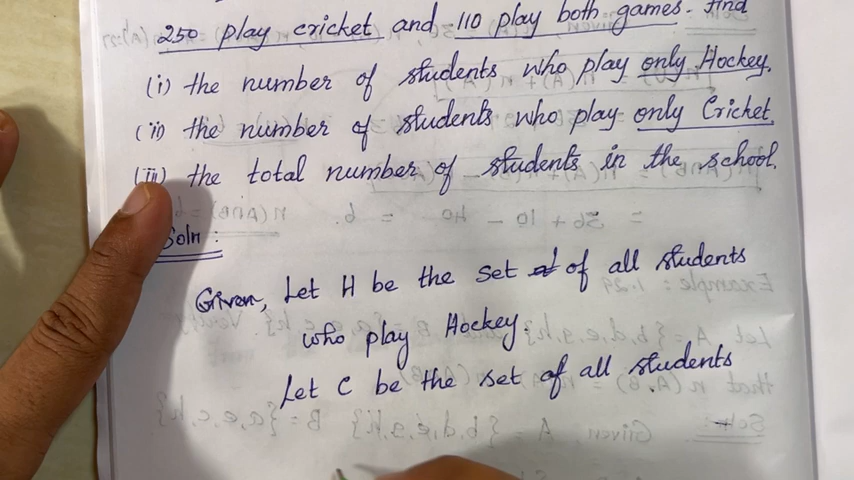 250 play cricket and 110 play both games. Find
(i) the number of students who play only Hockey.
(ii) the number of students who play only Cricket.
(iii) the total number of students in the school.
Soln :
Given, Let H be the set of all students
who play Hockey.
Let C be the set of all students